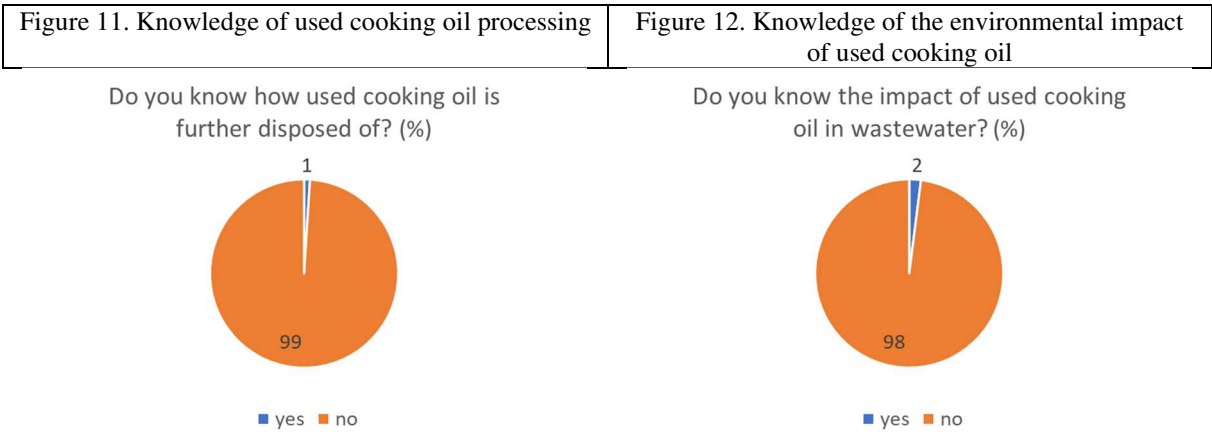 Figure 11. Knowledge of used cooking oil processing
Figure 12. Knowledge of the environmental impact
of used cooking oil
Do you know how used cooking oil is
further disposed of? (%)
1
99
yes no
Do you know the impact of used cooking
oil in wastewater? (%)
2
98
yes no